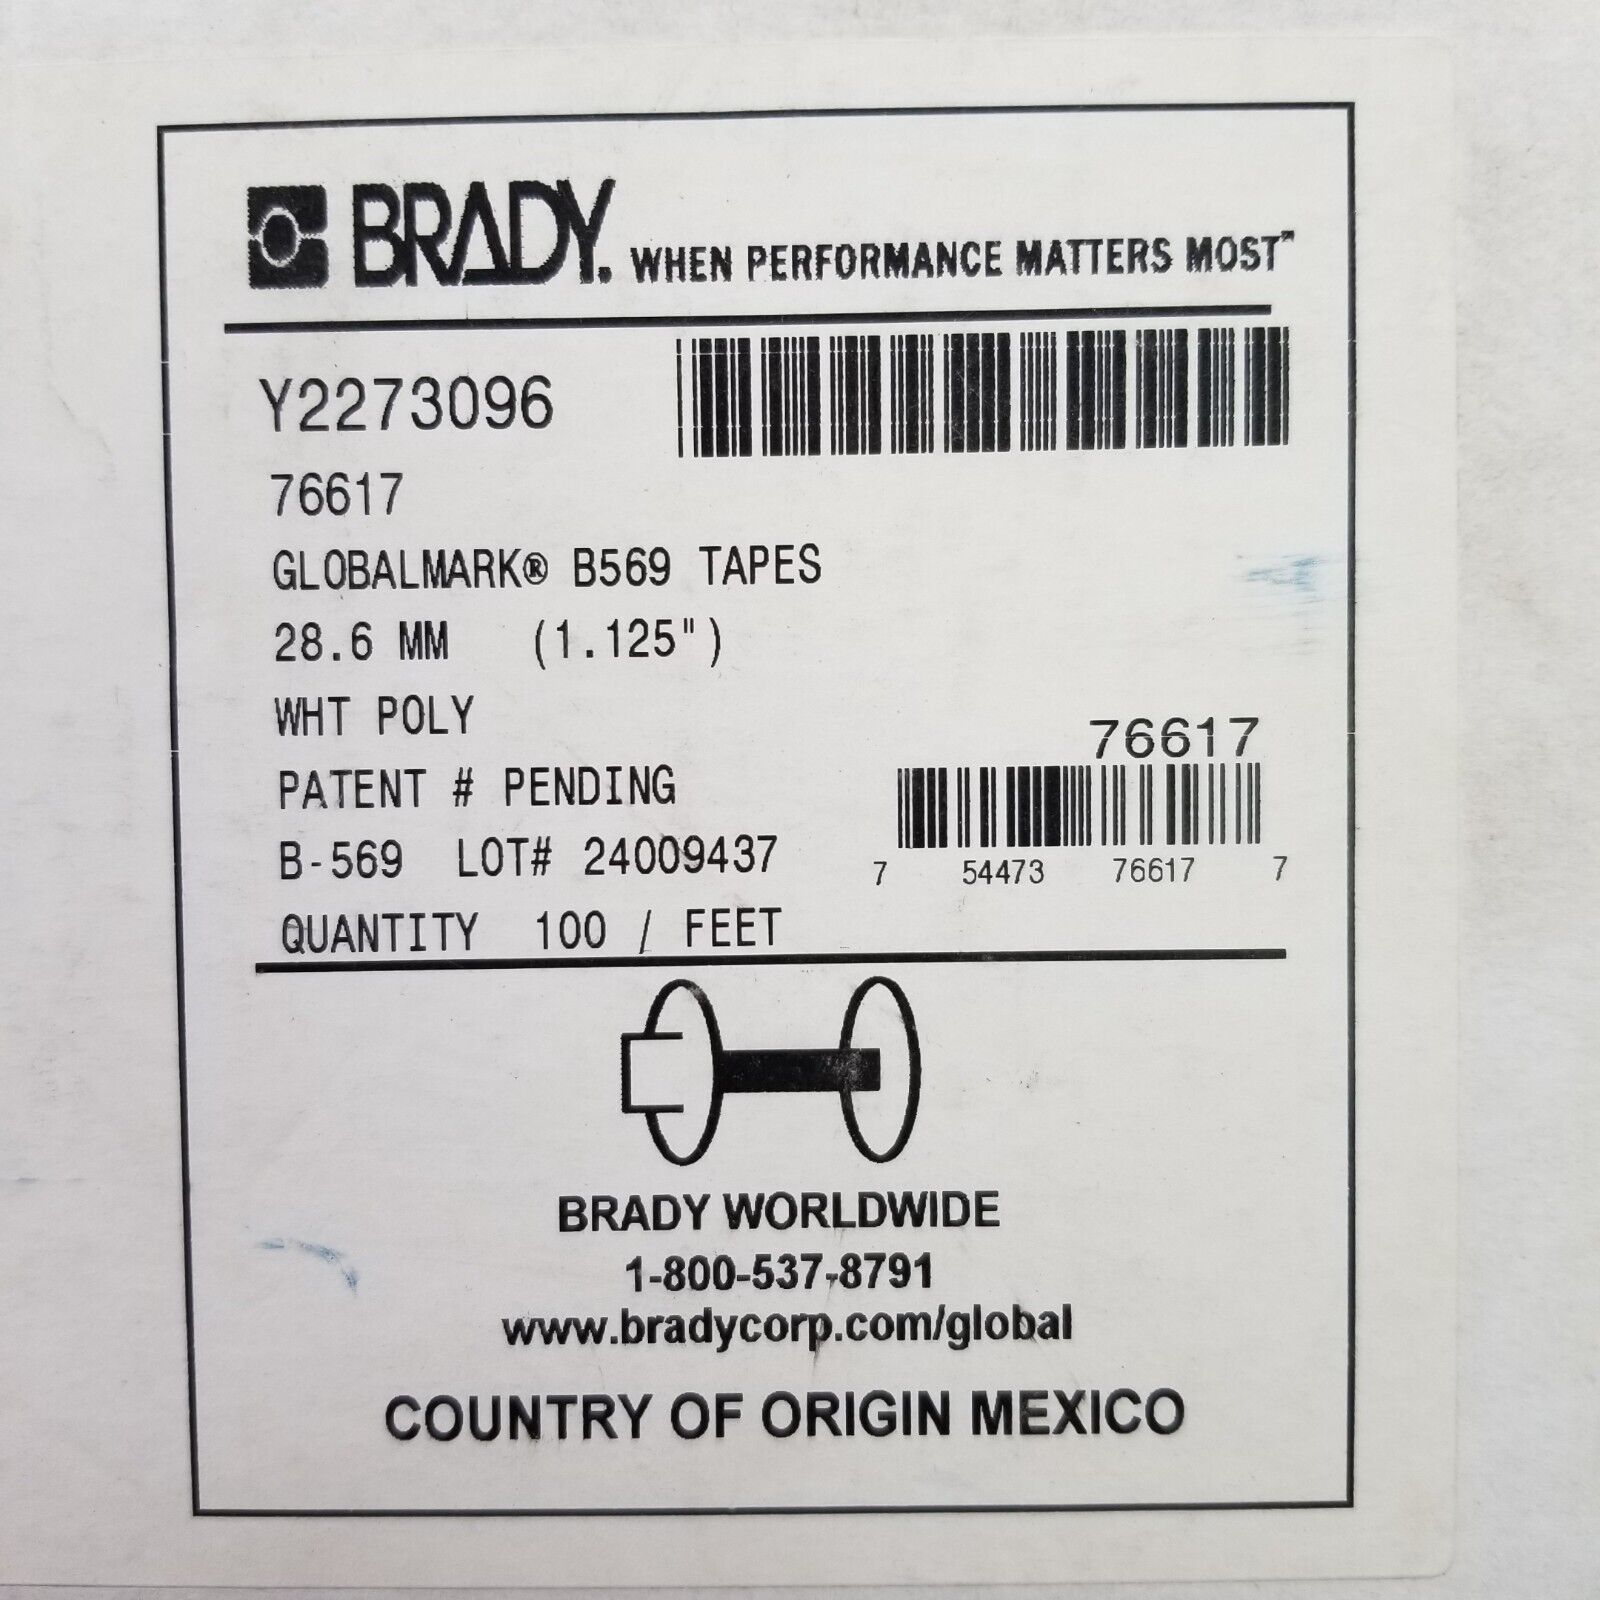 BRADY. WHEN PERFORMANCE MATTERS MOST™
Y2273096
76617
GLOBALMARK® B569 TAPES
28.6 MM (1.125")
WHT POLY
PATENT # PENDING
B-569 LOT# 24009437
QUANTITY 100 / FEET
76617
7 54473 76617 7
BRADY WORLDWIDE
1-800-537-8791
www.bradycorp.com/global
COUNTRY OF ORIGIN MEXICO